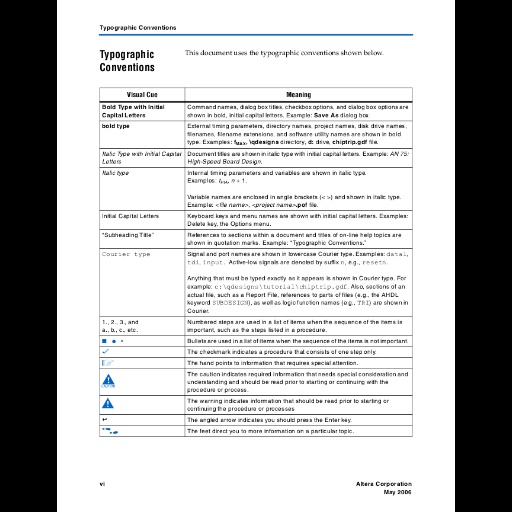 Typographic Conventions
Typographic
Conventions
This document uses the typographic conventions shown below.
Visual Cue
Meaning
Bold Type with Initial
Capital Letters
Command names, dialog box titles, checkbox options, and dialog box options are
shown in bold, initial capital letters. Example: Save As dialog box.
bold type
External timing parameters, directory names, project names, disk drive names,
filenames, filename extensions, and software utility names are shown in bold
type. Examples: fMAX, \qdesigns directory, d: drive, chiptrip.gdf file.
Italic Type with Initial Capital
Letters
Document titles are shown in italic type with initial capital letters. Example: AN 75:
High-Speed Board Design.
Italic type
Internal timing parameters and variables are shown in italic type.
Examples: tPIA, n + 1.
Variable names are enclosed in angle brackets (< >) and shown in italic type.
Example: <file name>, <project name>.pof file.
Initial Capital Letters
Keyboard keys and menu names are shown with initial capital letters. Examples:
Delete key, the Options menu.
"Subheading Title"
References to sections within a document and titles of on-line help topics are
shown in quotation marks. Example: "Typographic Conventions."
Courier type
Signal and port names are shown in lowercase Courier type. Examples: data1,
tdi, input. Active-low signals are denoted by suffix n, e.g., resetn.
Anything that must be typed exactly as it appears is shown in Courier type. For
example: c:\qdesigns\tutorial\chiptrip.gdf. Also, sections of an
actual file, such as a Report File, references to parts of files (e.g., the AHDL
keyword SUBDESIGN), as well as logic function names (e.g., TRI) are shown in
Courier.
1., 2., 3., and
a., b., c., etc.
Numbered steps are used in a list of items when the sequence of the items is
important, such as the steps listed in a procedure.
Bullets are used in a list of items when the sequence of the items is not important.
The checkmark indicates a procedure that consists of one step only.
The hand points to information that requires special attention.
The caution indicates required information that needs special consideration and
understanding and should be read prior to starting or continuing with the
procedure or process.
The warning indicates information that should be read prior to starting or
continuing the procedure or processes
The angled arrow indicates you should press the Enter key.
The feet direct you to more information on a particular topic.
vi
Altera Corporation
May 2006